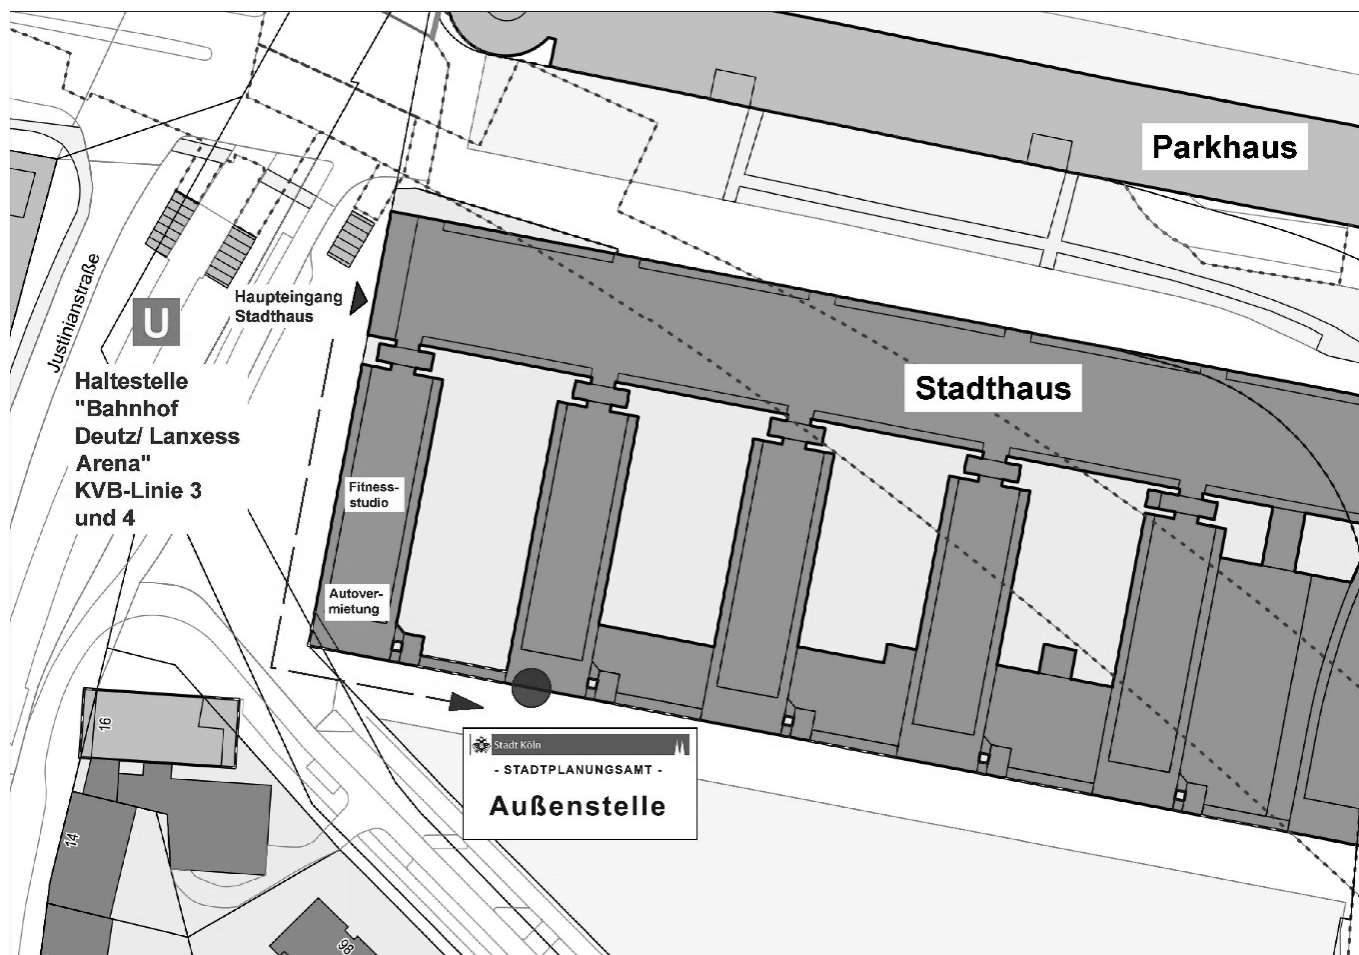 Parkhaus
Justinianstraße
Haupteingang
Stadthaus
U
Haltestelle
"Bahnhof
Deutz/ Lanxess
Arena"
KVB-Linie 3
und 4
Stadthaus
Fitness-
studio
Autover-
mietung
Stadt Köln
- STADTPLANUNGSAMT -
Außenstelle
16
14
98